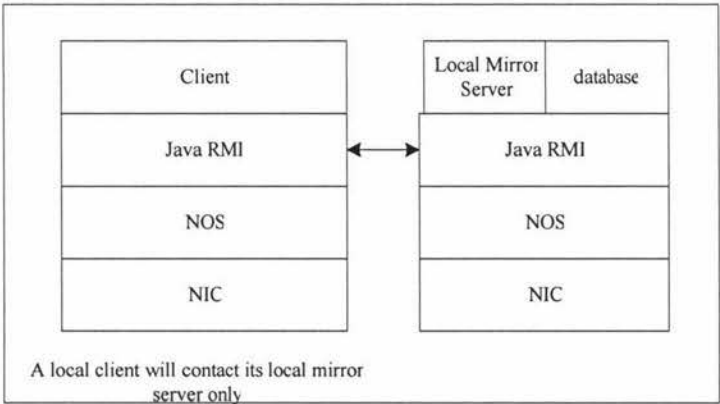 Client
Local Mirror
Server
database
Java RMI
Java RMI
NOS
NOS
NIC
NIC
A local client will contact its local mirror
server only